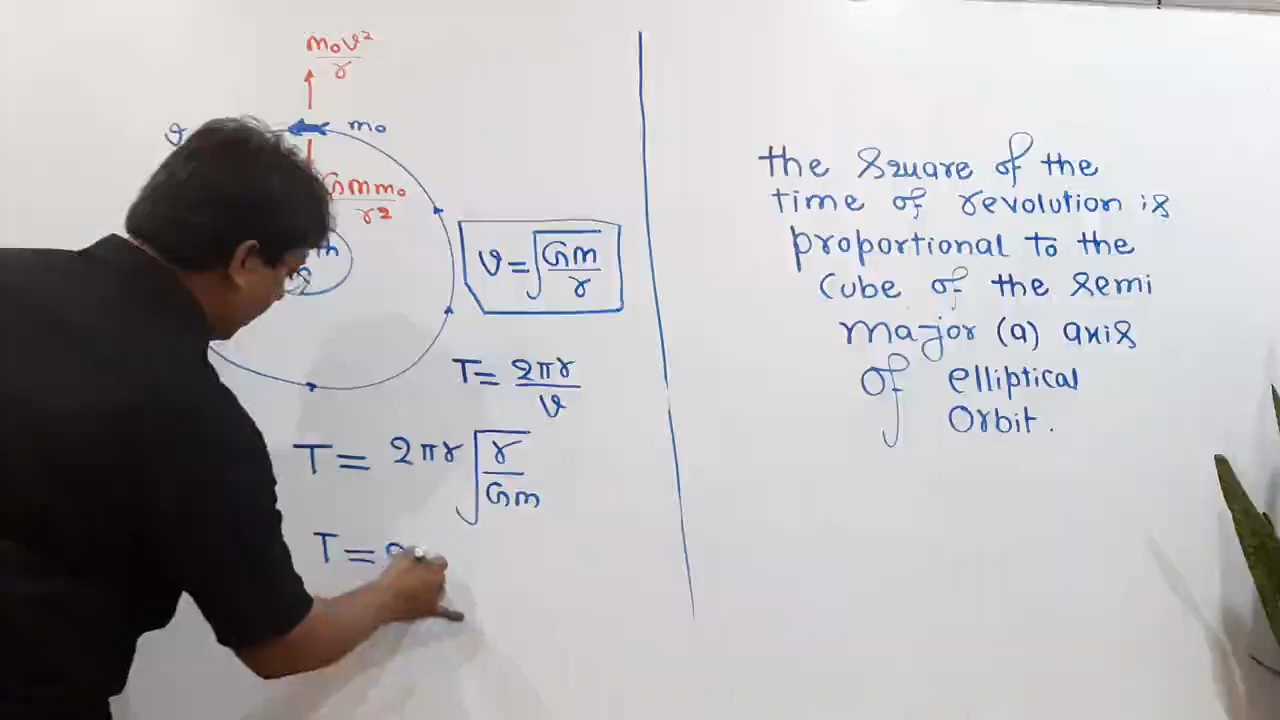 m₀v²/r
v
m₀
GMm₀/r2
v=√(Gm/r)
T=2πr/v
T= 2πr√(r/Gm)
T=
the square of the
time of revolution is
proportional to the
Cube of the semi
major (a) axis
of elliptical
Orbit.